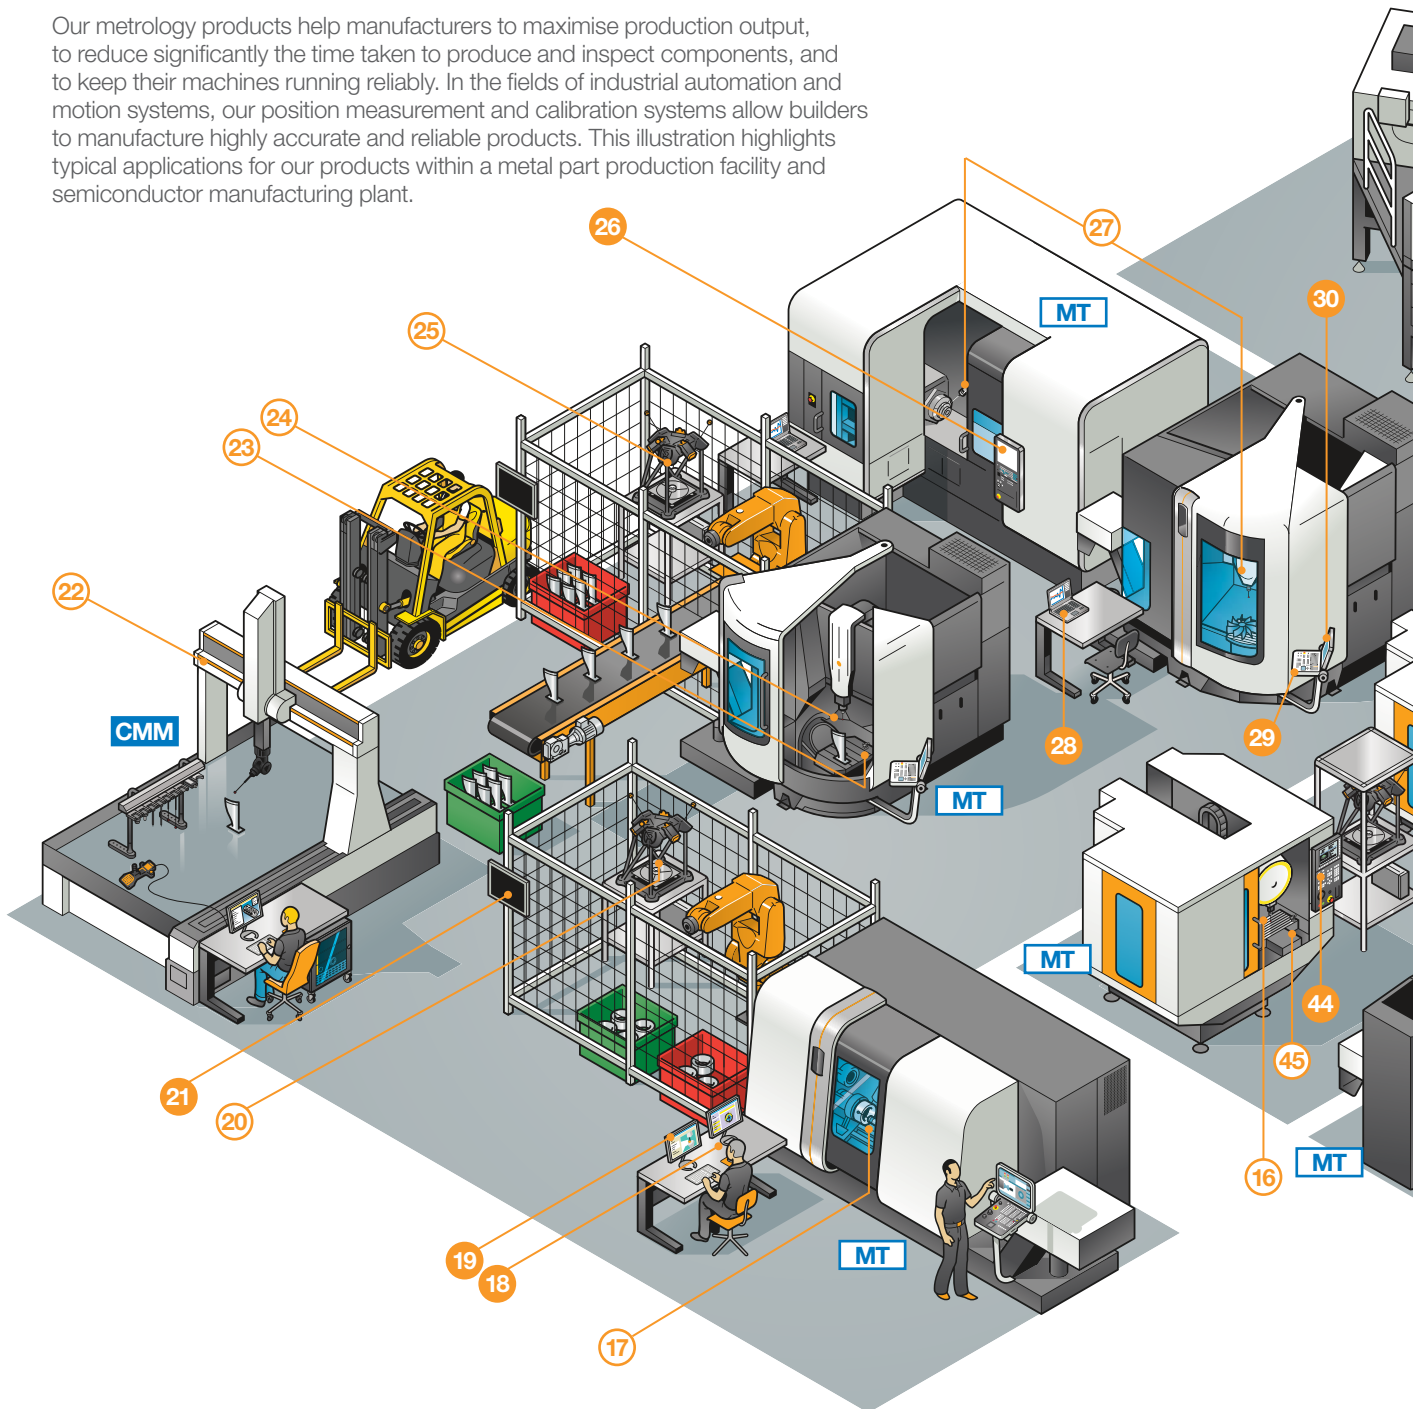 Our metrology products help manufacturers to maximise production output,
to reduce significantly the time taken to produce and inspect components, and
to keep their machines running reliably. In the fields of industrial automation and
motion systems, our position measurement and calibration systems allow builders
to manufacture highly accurate and reliable products. This illustration highlights
typical applications for our products within a metal part production facility and
semiconductor manufacturing plant.
26
27
30
MT
25
24
23
22
CMM
28
29
MT
MT
44
45
21
20
16
MT
19
18
MT
17